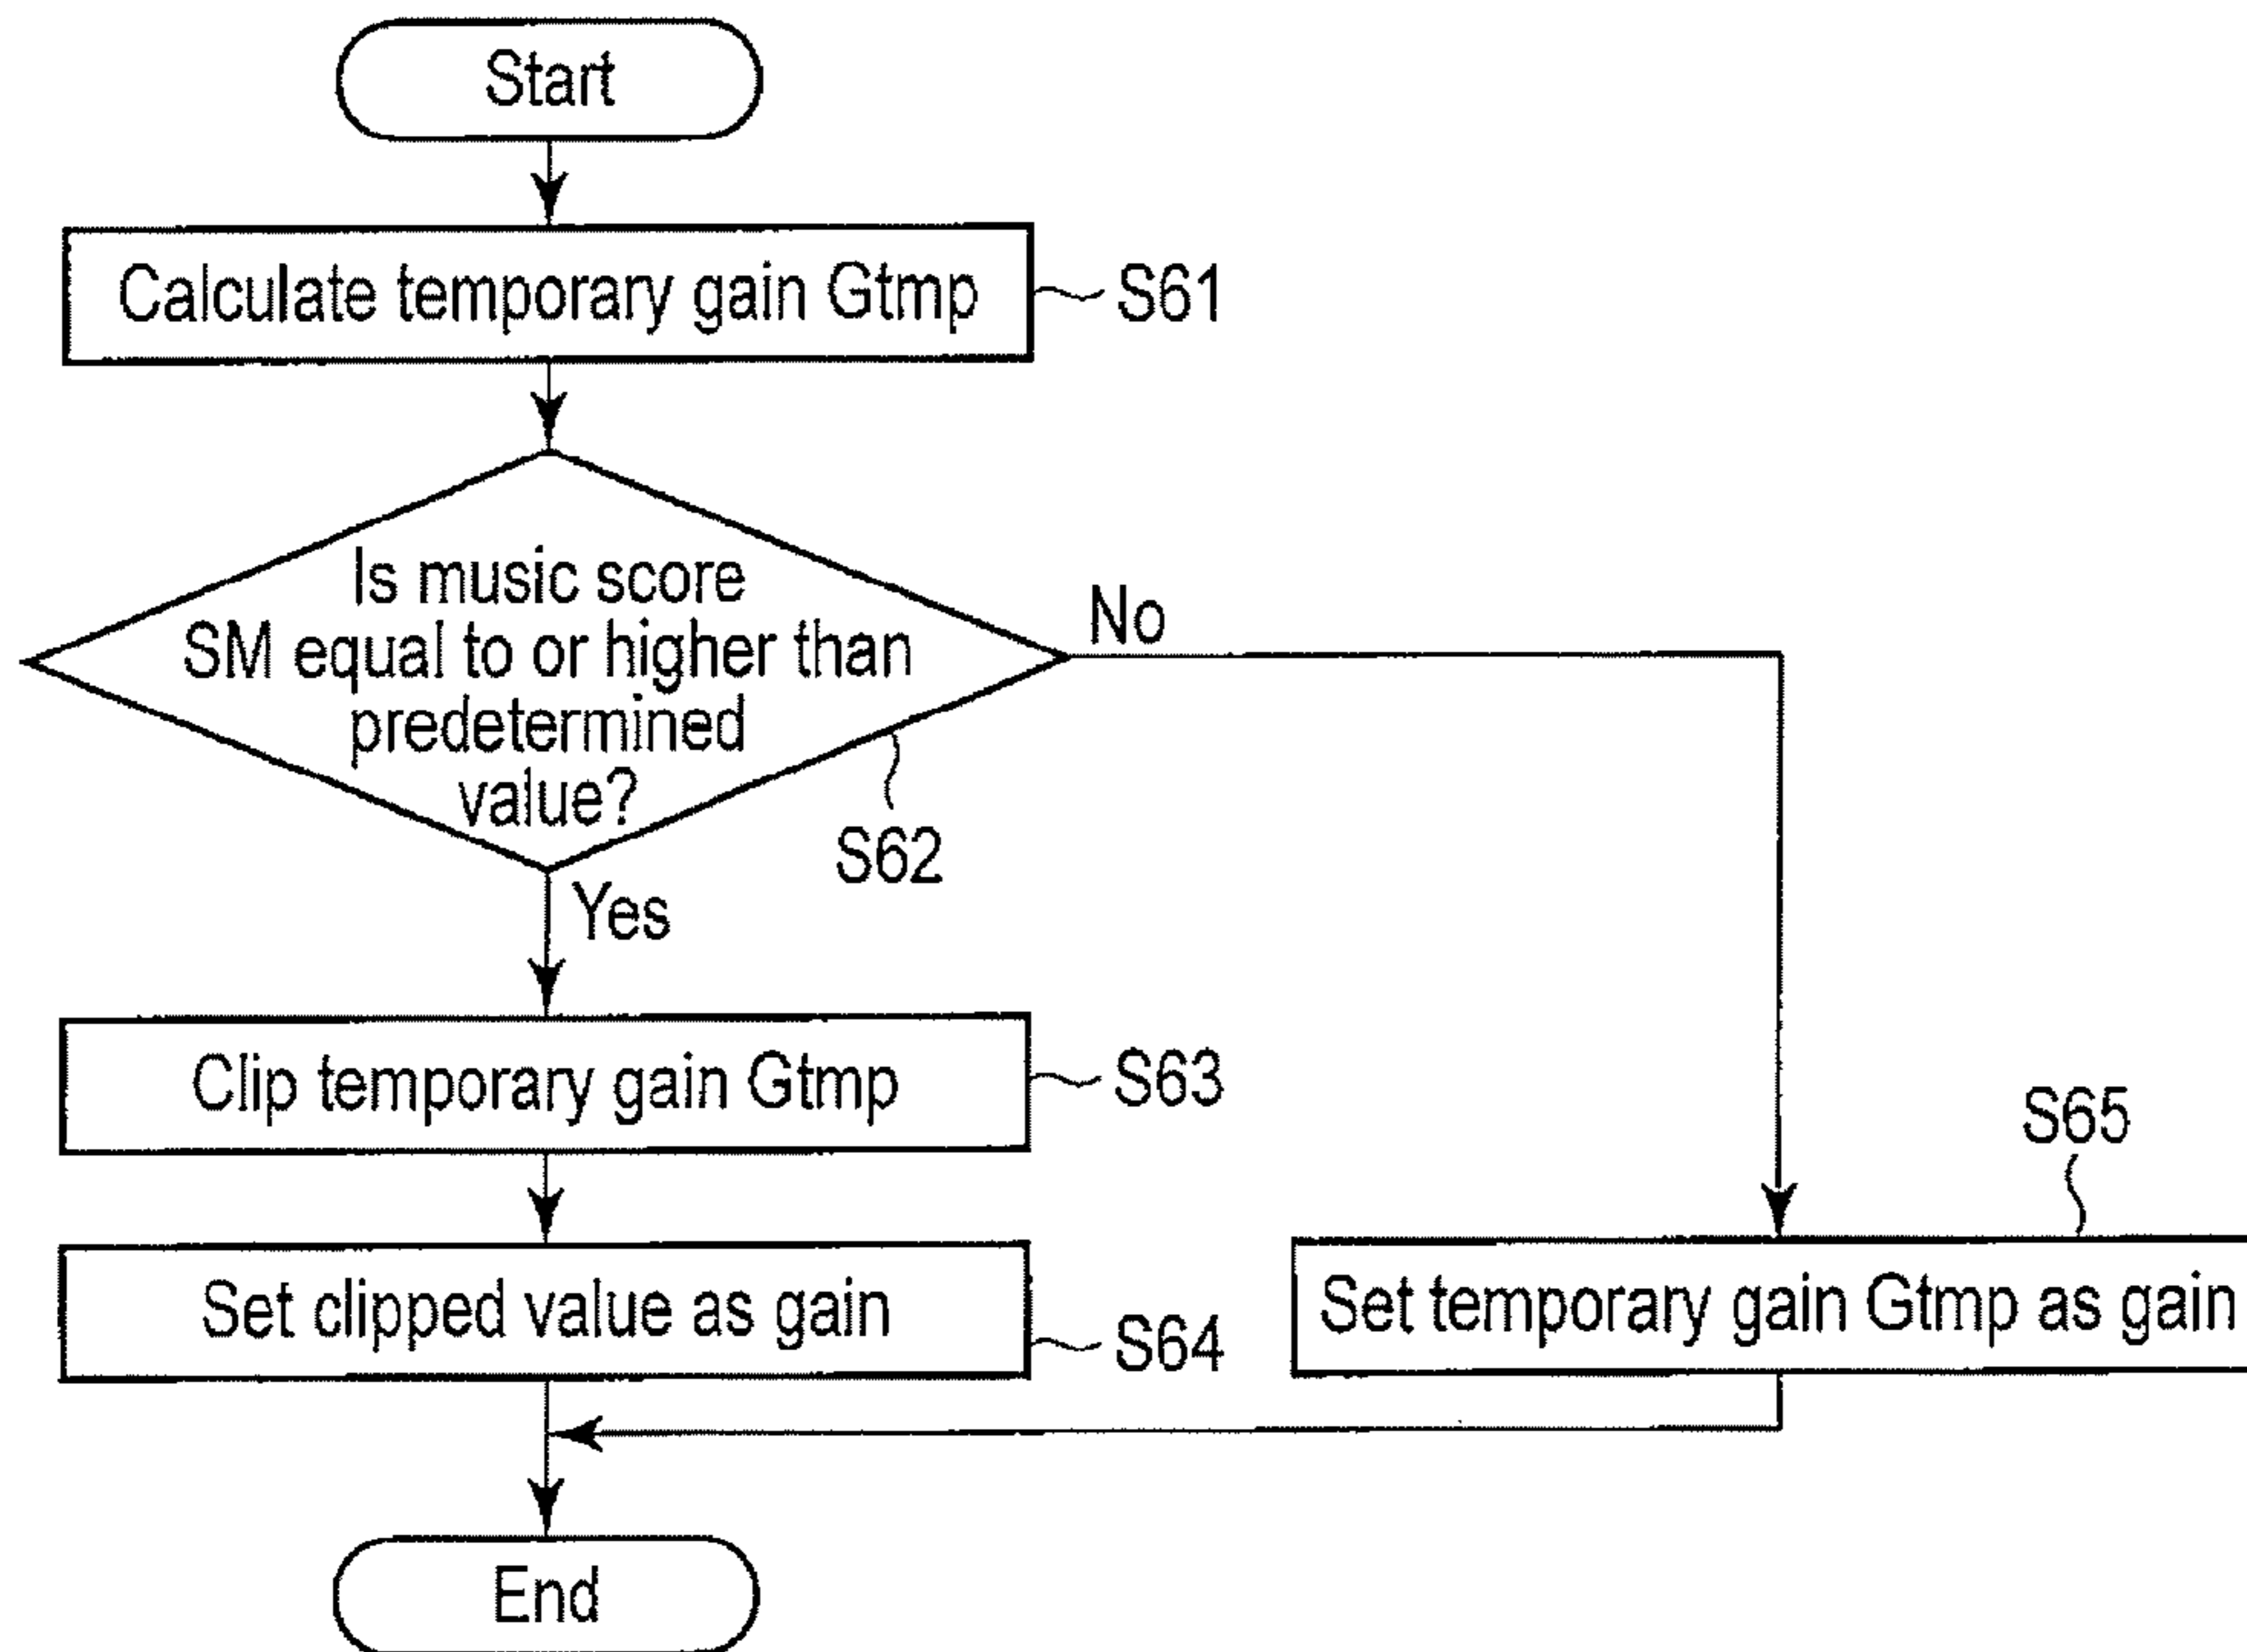 Start
Calculate temporary gain Gtmp
S61
Is music score
SM equal to or higher than
predetermined
value?
No
S62
Yes
Clip temporary gain Gtmp
S63
S65
Set clipped value as gain
S64
Set temporary gain Gtmp as gain
End